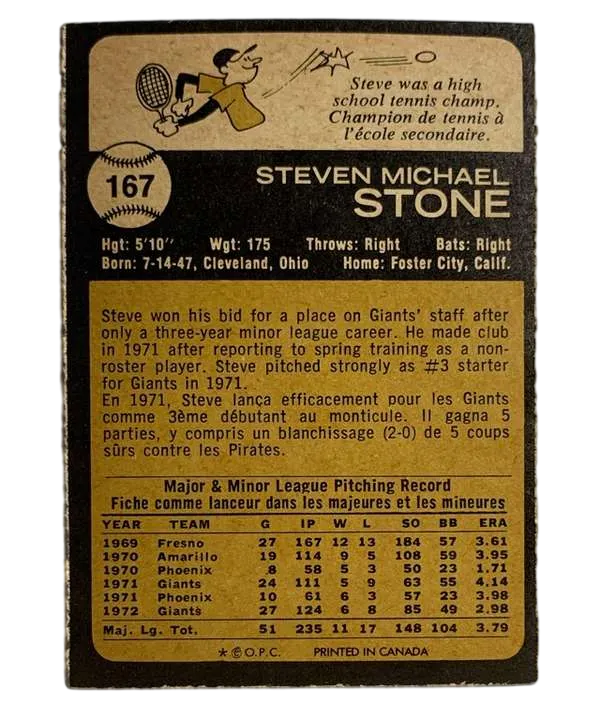 Steve was a high
school tennis champ.
Champion de tennis à
l'école secondaire.
167
STEVEN MICHAEL
STONE
Hgt: 5'10" Wgt: 175 Throws: Right Bats: Right
Born: 7-14-47, Cleveland, Ohio Home: Foster City, Calif.
Steve won his bid for a place on Giants' staff after
only a three-year minor league career. He made club
in 1971 after reporting to spring training as a non-
roster player. Steve pitched strongly as #3 starter
for Giants in 1971.
En 1971, Steve lança efficacement pour les Giants
comme 3ème débutant au monticule. Il gagna 5
parties, y compris un blanchissage (2-0) de 5 coups
sûrs contre les Pirates.
Major & Minor League Pitching Record
Fiche comme lanceur dans les majeures et les mineures
YEAR TEAM G IP W L SO BB ERA
1969 Fresno 27 167 12 13 184 57 3.61
1970 Amarillo 19 114 9 5 108 59 3.95
1970 Phoenix 8 58 5 3 50 23 1.71
1971 Giants 24 111 5 9 63 55 4.14
1971 Phoenix 10 61 6 3 57 23 3.98
1972 Giants 27 124 6 8 85 49 2.98
Maj. Lg. Tot. 51 235 11 17 148 104 3.79
* © O.P.C. PRINTED IN CANADA